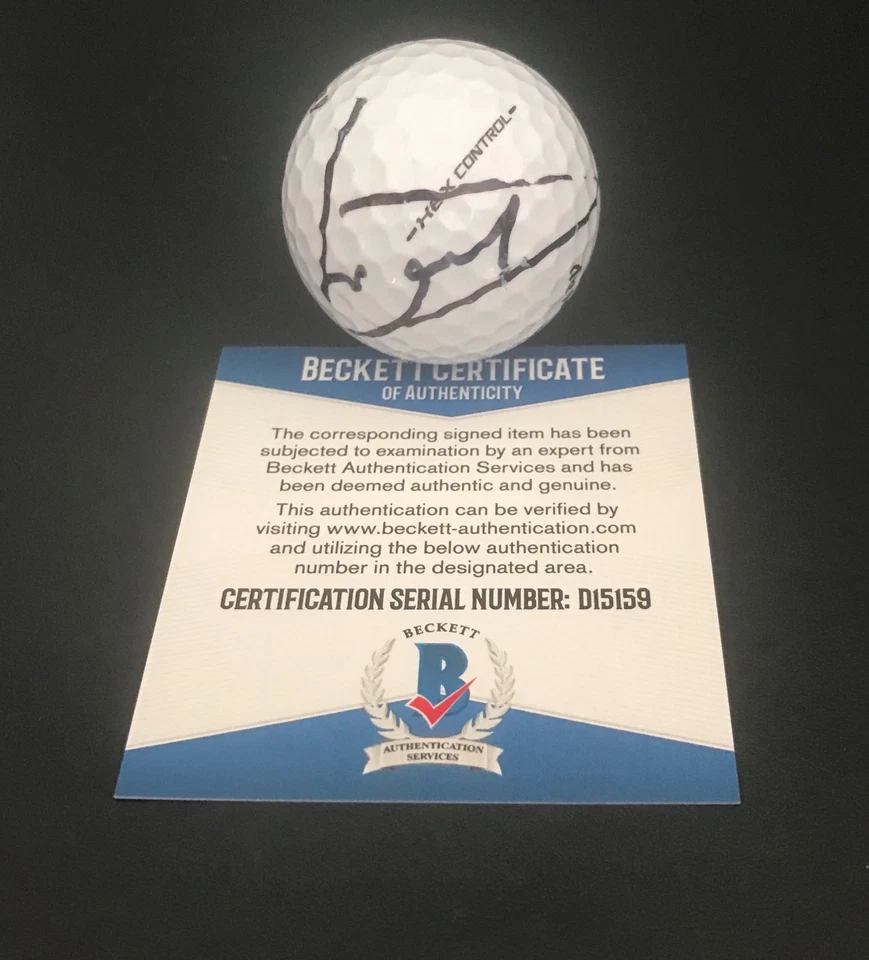 -HEX CONTROL-
BECKETT CERTIFICATE
OF AUTHENTICITY
The corresponding signed item has been
subjected to examination by an expert from
Beckett Authentication Services and has
been deemed authentic and genuine.
This authentication can be verified by
visiting www.beckett-authentication.com
and utilizing the below authentication
number in the designated area.
CERTIFICATION SERIAL NUMBER: D15159
BECKETT
B
AUTHENTICATION
SERVICES